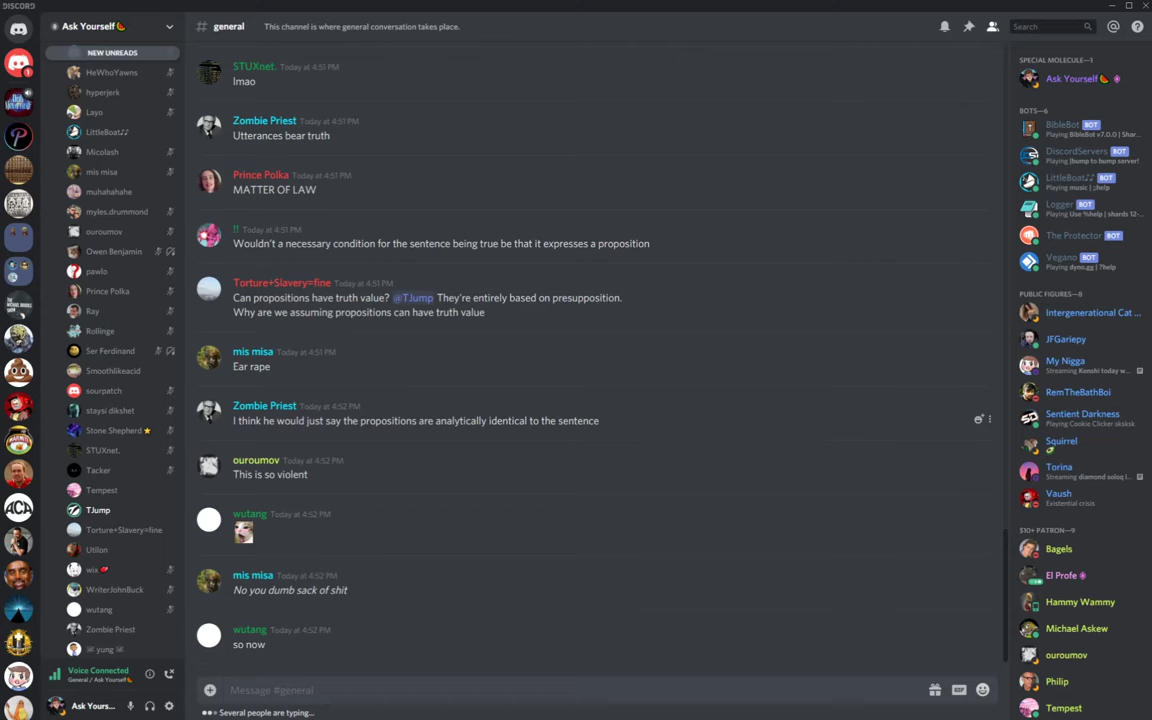 DISCORD
Ask Yourself
NEW UNREADS
HeWhoYawns
hyperjerk
Layo
LittleBoat♪♪
Micolash
mis misa
muhahahahe
myles.drummond
ouroumov
Owen Benjamin
pawlo
Prince Polka
Ray
Rollinge
Ser Ferdinand
Smoothlikeacid
sourpatch
staysi dikshet
Stone Shepherd
STUXnet.
Tacker
Tempest
TJump
Torture+Slavery=fine
Utilon
wix
WriterJohnBuck
wutang
Zombie Priest
yung
Voice Connected
General / Ask Yourself
Ask Yours...
# general This channel is where general conversation takes place.
Search
STUXnet. Today at 4:51 PM
lmao
Zombie Priest Today at 4:51 PM
Utterances bear truth
Prince Polka Today at 4:51 PM
MATTER OF LAW
!! Today at 4:51 PM
Wouldn't a necessary condition for the sentence being true be that it expresses a proposition
Torture+Slavery=fine Today at 4:51 PM
Can propositions have truth value? @TJump They're entirely based on presupposition.
Why are we assuming propositions can have truth value
mis misa Today at 4:51 PM
Ear rape
Zombie Priest Today at 4:52 PM
I think he would just say the propositions are analytically identical to the sentence
ouroumov Today at 4:52 PM
This is so violent
wutang Today at 4:52 PM
mis misa Today at 4:52 PM
No you dumb sack of shit
wutang Today at 4:52 PM
so now
Message #general
GIF
Several people are typing...
SPECIAL MOLECULE—1
Ask Yourself
BOTS—6
BibleBot BOT
Playing BibleBot v7.0.0 | Shar...
DiscordServers BOT
Playing !bump to bump server!
LittleBoat♪♪ BOT
Playing music | ;help
Logger BOT
Playing Use %help | shards 12-...
The Protector BOT
Vegano BOT
Playing dyno.gg | ?help
PUBLIC FIGURES—8
Intergenerational Cat ...
JFGariepy
My Nigga
Streaming Kenshi today w...
RemTheBathBoi
Sentient Darkness
Playing Cookie Clicker sksksk
Squirrel
Torina
Streaming diamond soloq l...
Vaush
Existential crisis
$10+ PATRON—9
Bagels
El Profe
Hammy Wammy
Michael Askew
ouroumov
Philip
Tempest
ACA